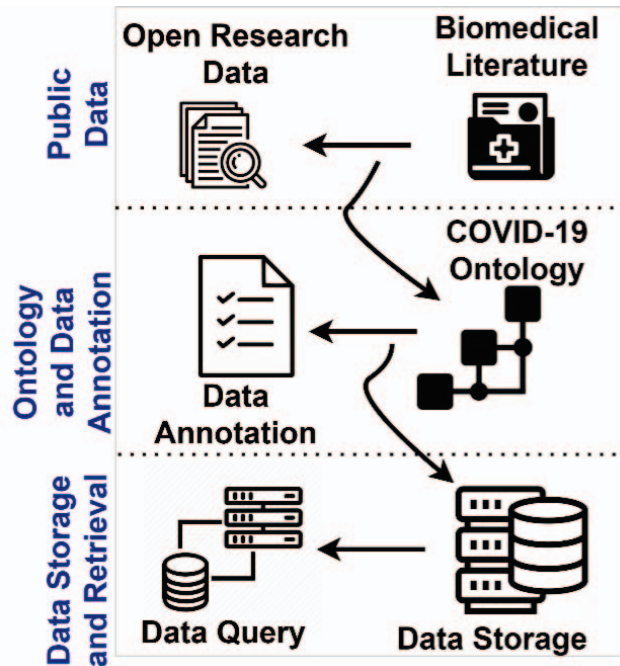 Public
Data
Open Research
Data
Biomedical
Literature
Ontology
and Data
Annotation
COVID-19
Ontology
Data
Annotation
Data Storage
and Retrieval
Data Query
Data Storage